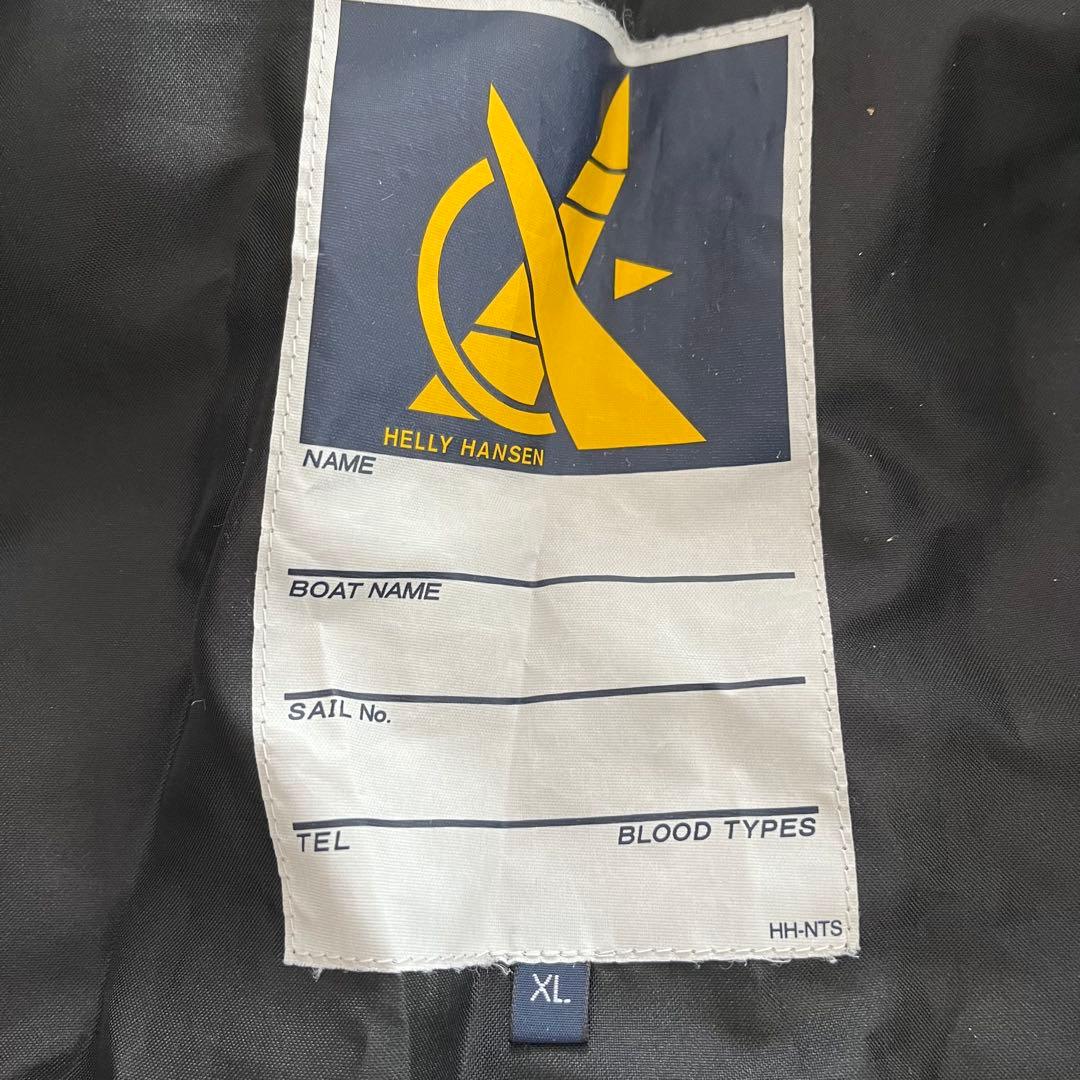 HELLY HANSEN
NAME
BOAT NAME
SAIL No.
TEL BLOOD TYPES
HH-NTS
XL